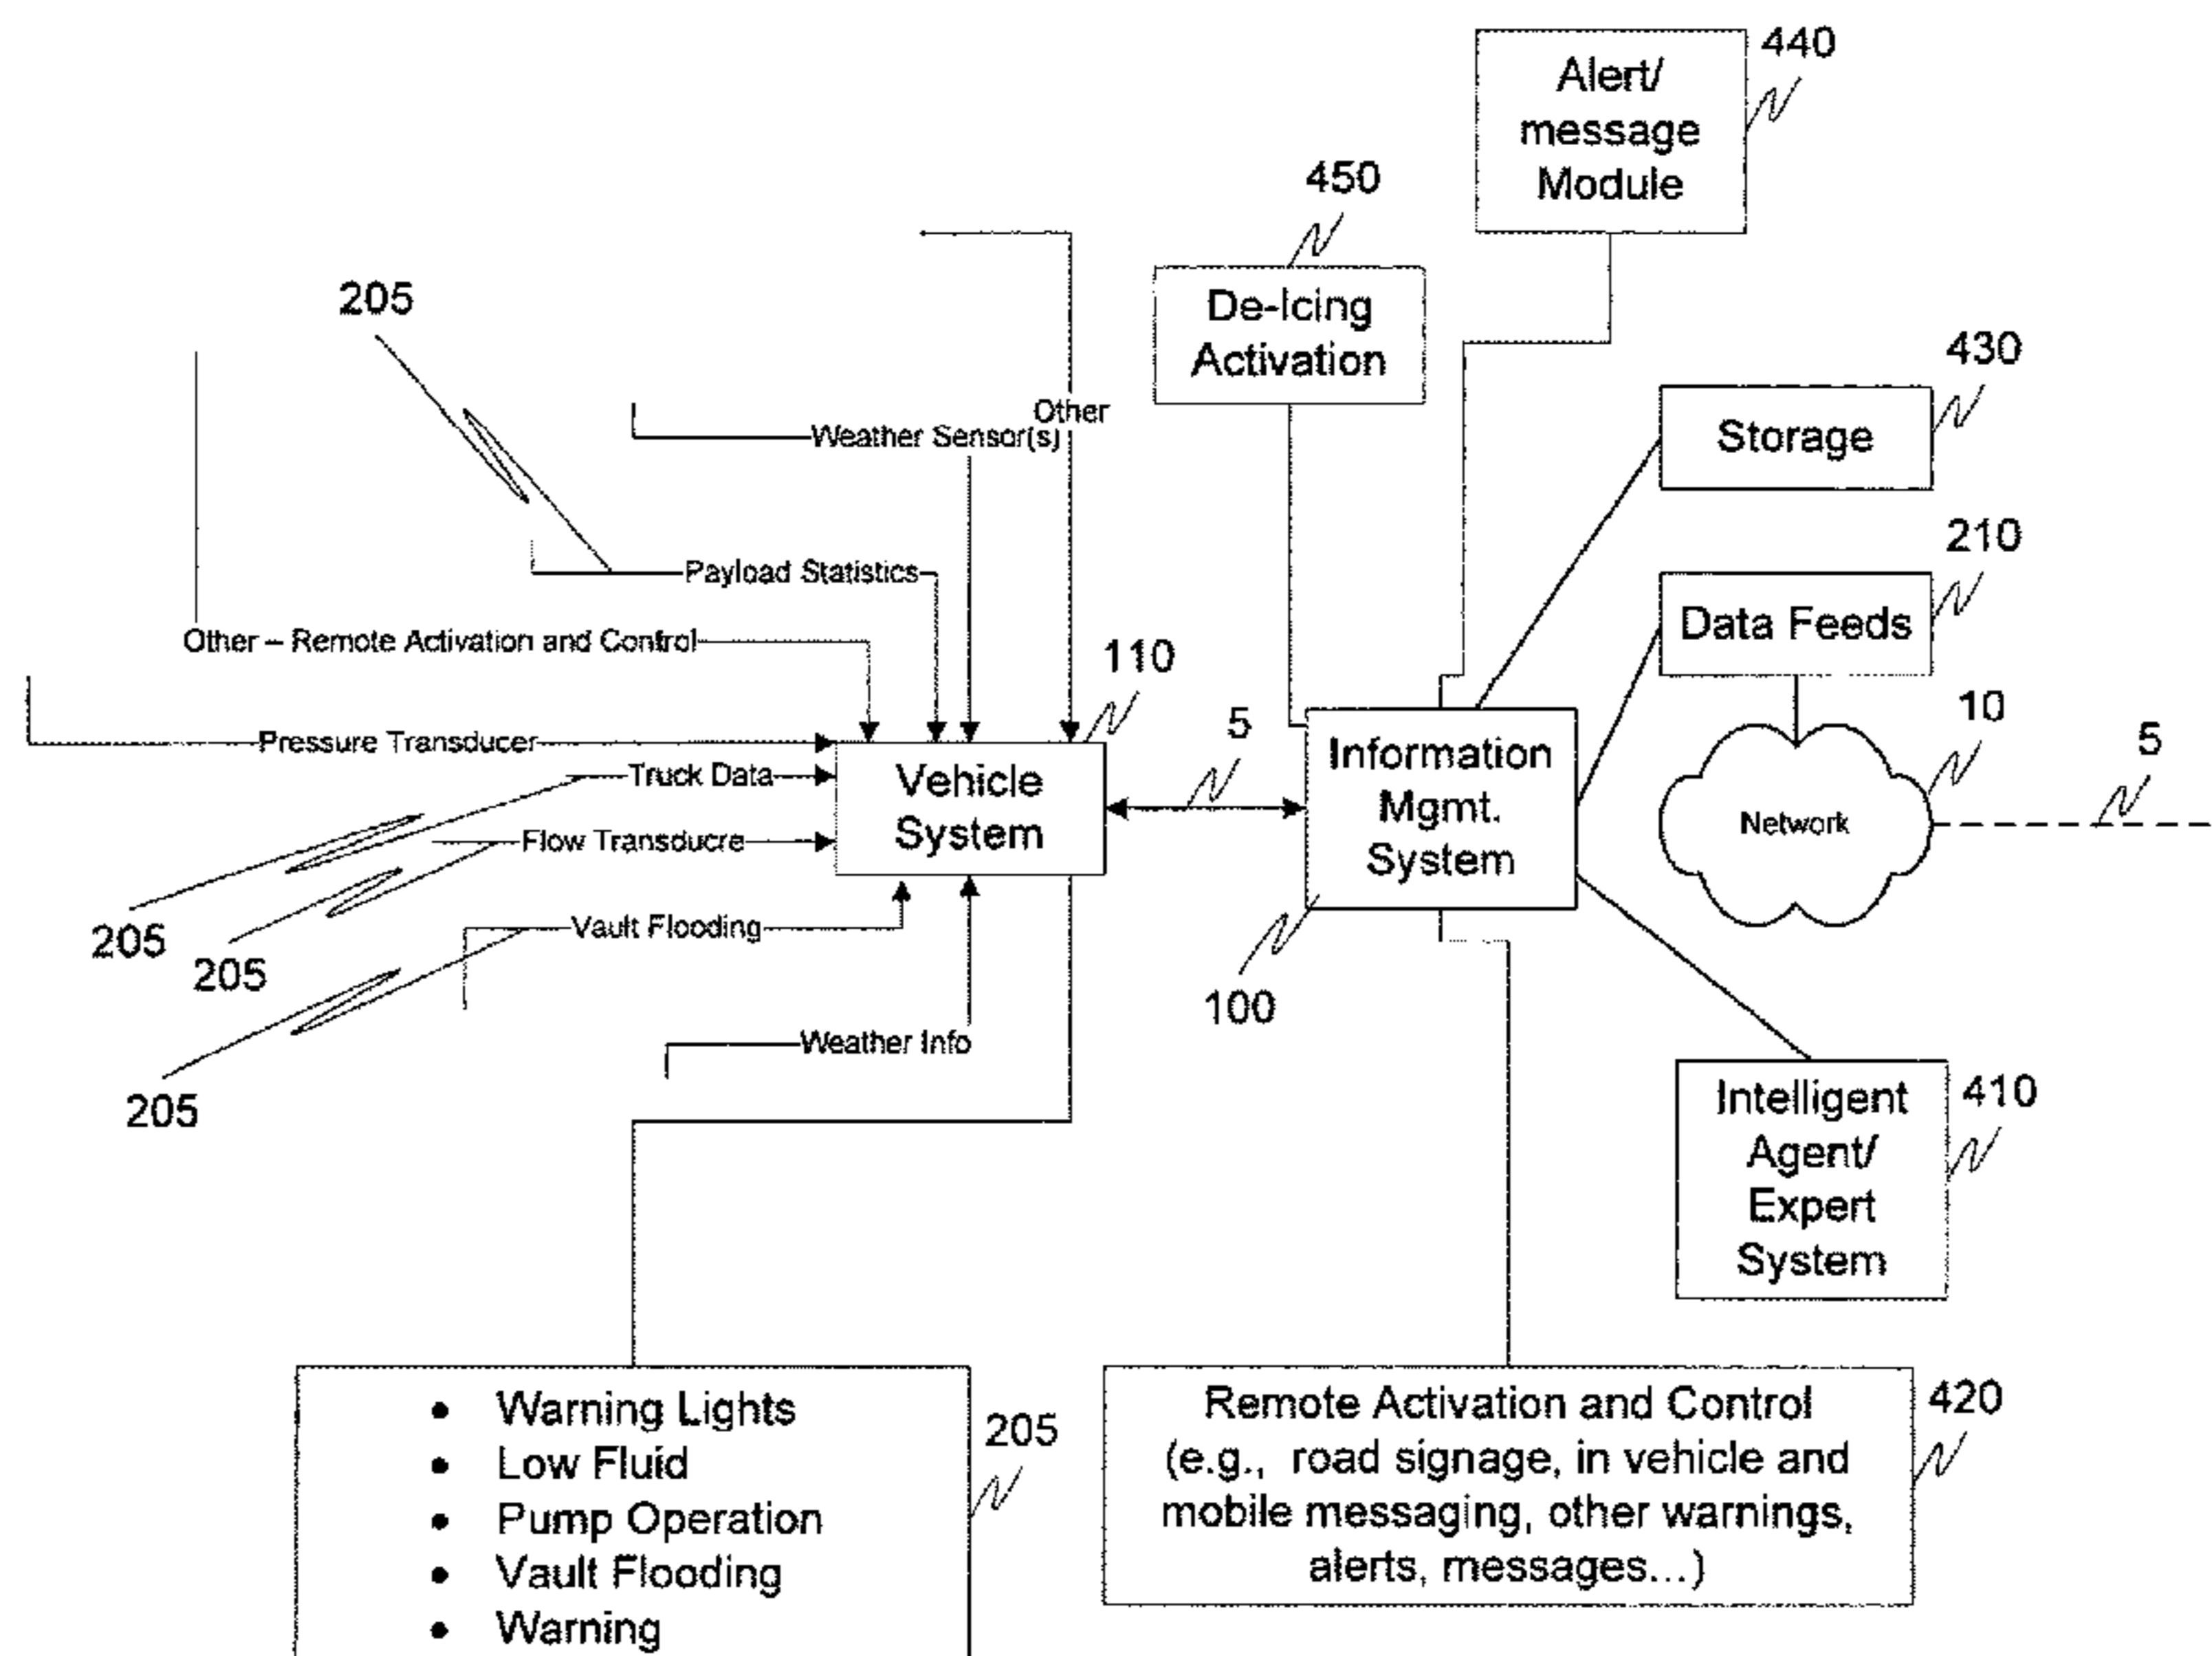 440
Alert/
message
Module
450
De-Icing
Activation
205
430
Storage
Other
Weather Sensor(s)
210
Data Feeds
Payload Statistics
Other – Remote Activation and Control
110
10
5
5
Pressure Transducer
Truck Data
Flow Transducre
Vehicle
System
Information
Mgmt.
System
Network
205
205
Vault Flooding
100
Weather Info
205
410
Intelligent
Agent/
Expert
System
205
• Warning Lights
• Low Fluid
• Pump Operation
• Vault Flooding
• Warning
420
Remote Activation and Control
(e.g., road signage, in vehicle and
mobile messaging, other warnings,
alerts, messages...)